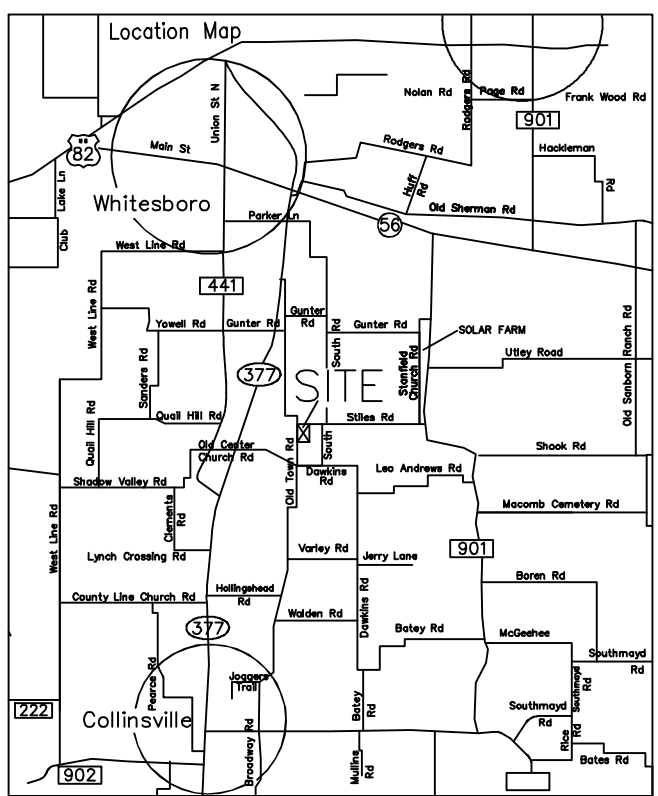 Location Map
Nolan Rd
Rodgers Rd
Page Rd
Frank Wood Rd
901
Union St N
US
82
Main St
Rodgers Rd
Hackleman
Rd
Huff
Rd
Lake Ln
Club
Whitesboro
Old Sherman Rd
Parker Ln
56
West Line Rd
441
West Line Rd
Yowell Rd
Gunter Rd
Gunter
Rd
South Rd
Gunter Rd
SOLAR FARM
Stanfield
Church Rd
Utley Road
Old Sanborn Ranch Rd
Sanders Rd
377
SITE
Quail Hill Rd
Quail Hill Rd
Stiles Rd
South
Old Center
Church Rd
Old Town Rd
Dawkins
Rd
Leo Andrews Rd
Shook Rd
Shadow Valley Rd
Clements
Rd
Macomb Cemetery Rd
West Line Rd
Lynch Crossing Rd
Varley Rd
Jerry Lane
901
Boren Rd
County Line Church Rd
Hollingshead
Rd
Dawkins Rd
Walden Rd
377
Batey Rd
McGeehee
Southmayd
Rd
Pearce Rd
Joggers
Trail
Southmayd
Rd
Batey
Rd
222
Collinsville
Southmayd
Rd
Rice
Rd
Broadway Rd
Mullins
Rd
Bates Rd
902